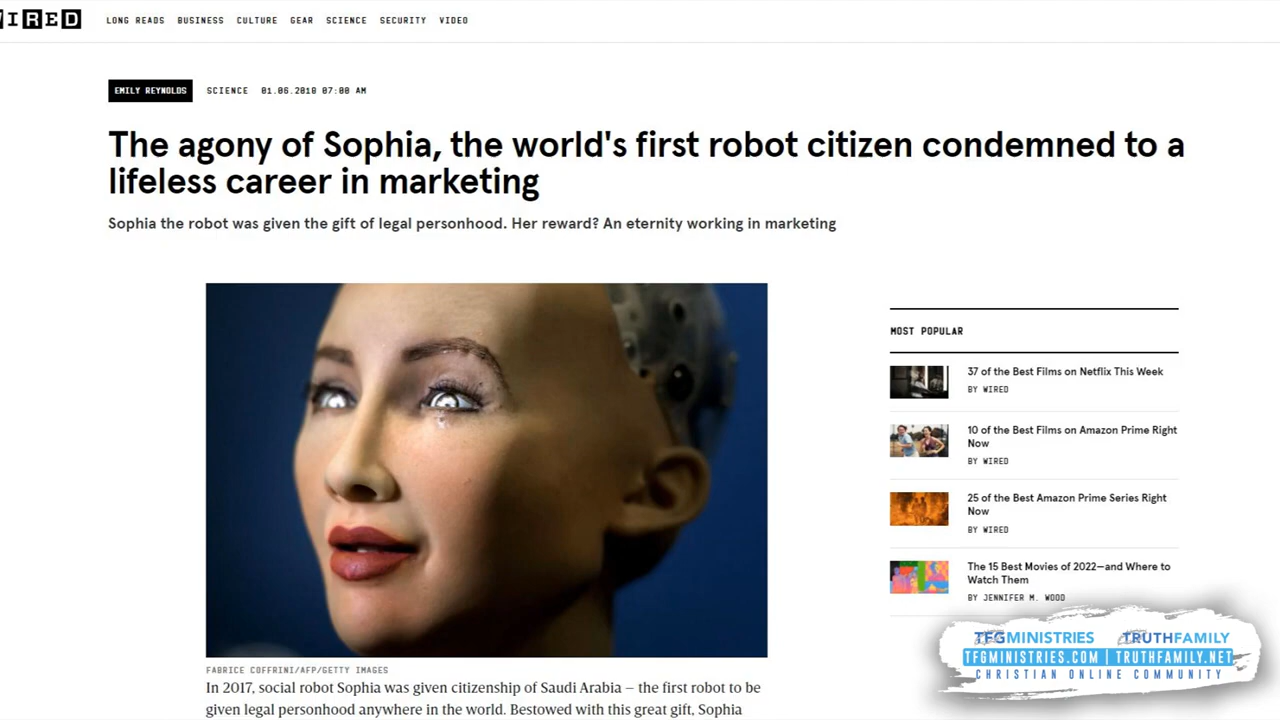 WIRED
LONG READS BUSINESS CULTURE GEAR SCIENCE SECURITY VIDEO
EMILY REYNOLDS SCIENCE 01.06.2018 07:00 AM
The agony of Sophia, the world's first robot citizen condemned to a
lifeless career in marketing
Sophia the robot was given the gift of legal personhood. Her reward? An eternity working in marketing
FABRICE COFFRINI/AFP/GETTY IMAGES
In 2017, social robot Sophia was given citizenship of Saudi Arabia – the first robot to be
given legal personhood anywhere in the world. Bestowed with this great gift, Sophia
MOST POPULAR
37 of the Best Films on Netflix This Week
BY WIRED
10 of the Best Films on Amazon Prime Right
Now
BY WIRED
25 of the Best Amazon Prime Series Right
Now
BY WIRED
The 15 Best Movies of 2022—and Where to
Watch Them
BY JENNIFER M. WOOD
TFGMINISTRIES TRUTHFAMILY
TFGMINISTRIES.COM | TRUTHFAMILY.NET
CHRISTIAN ONLINE COMMUNITY